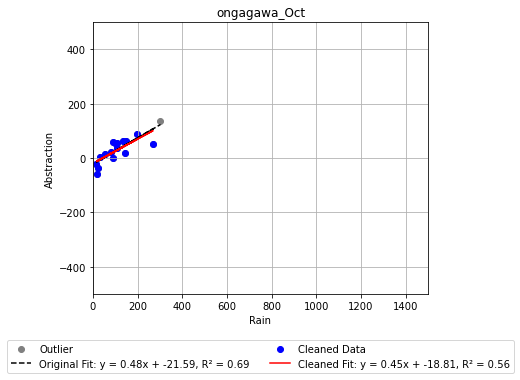 ongagawa_Oct
400
200
0
−200
−400
Abstraction
0 200 400 600 800 1000 1200 1400
Rain
Outlier Cleaned Data
Original Fit: y = 0.48x + -21.59, R² = 0.69 Cleaned Fit: y = 0.45x + -18.81, R² = 0.56